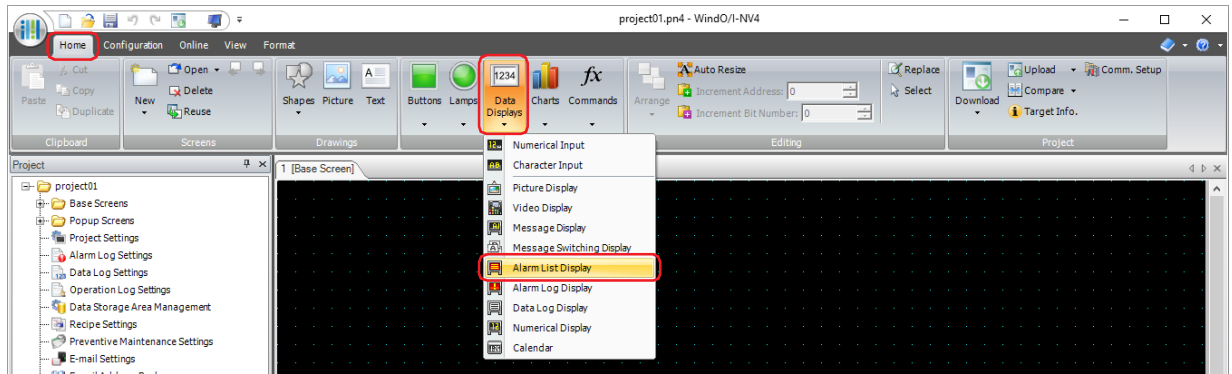 project01.pn4 - WindO/I-NV4
Home Configuration Online View Format
Cut
Copy
Paste
Duplicate
Clipboard
New
Open
Delete
Reuse
Screens
Shapes Picture Text
Drawings
Buttons Lamps
1234
Data Displays
Charts
fx
Commands
Arrange
Auto Resize
Increment Address: 0
Increment Bit Number: 0
Replace
Select
Editing
Download
Upload
Compare
Target Info.
Comm. Setup
Project
Numerical Input
Character Input
Picture Display
Video Display
Message Display
Message Switching Display
Alarm List Display
Alarm Log Display
Data Log Display
Numerical Display
Calendar
Project
project01
Base Screens
Popup Screens
Project Settings
Alarm Log Settings
Data Log Settings
Operation Log Settings
Data Storage Area Management
Recipe Settings
Preventive Maintenance Settings
E-mail Settings
1 [Base Screen]